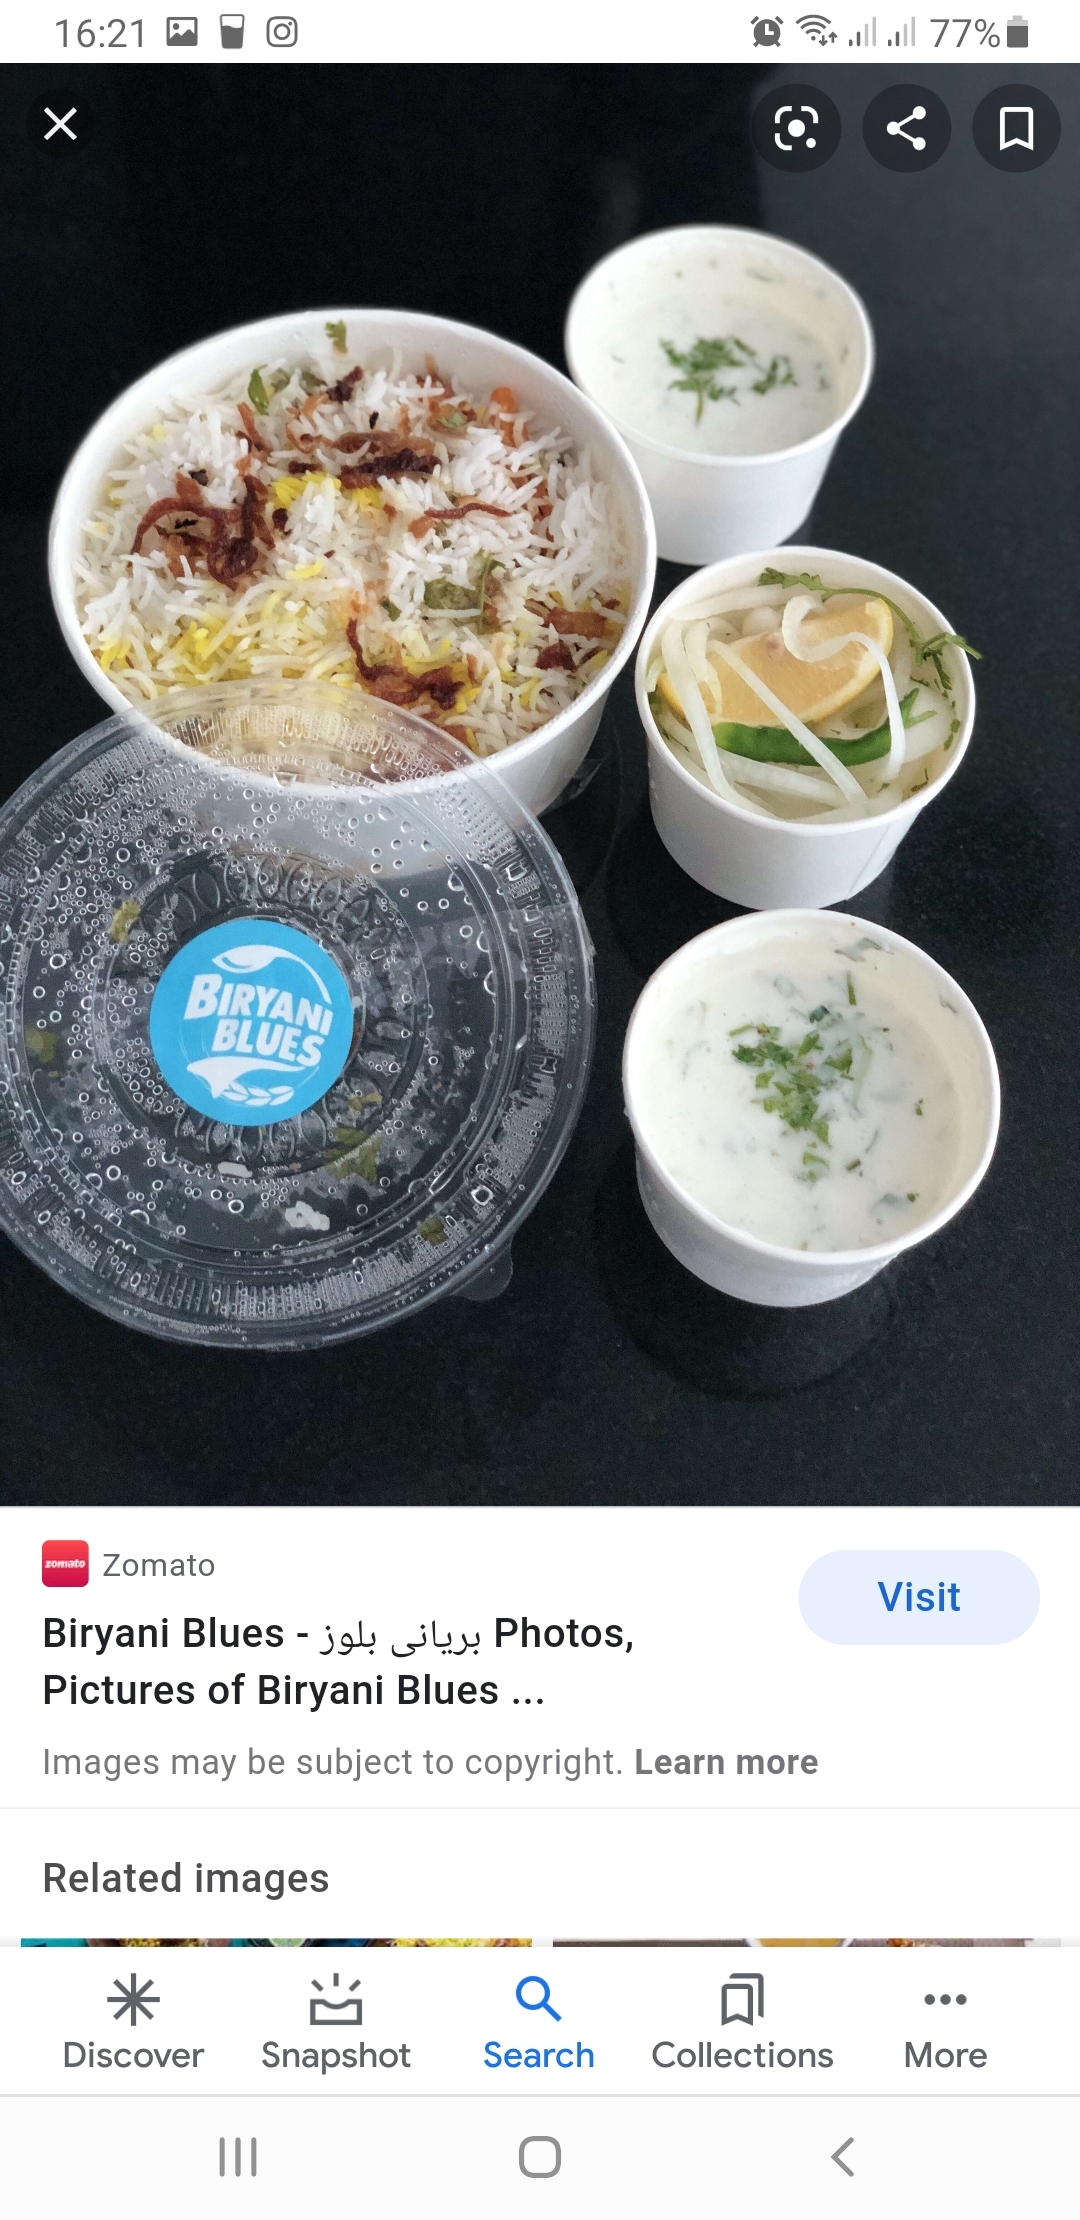 16:21
77%
BIRYANI
BLUES
zomato
Zomato
Visit
Biryani Blues - بریانی بلوز Photos,
Pictures of Biryani Blues ...
Images may be subject to copyright. Learn more
Related images
Discover
Snapshot
Search
Collections
More